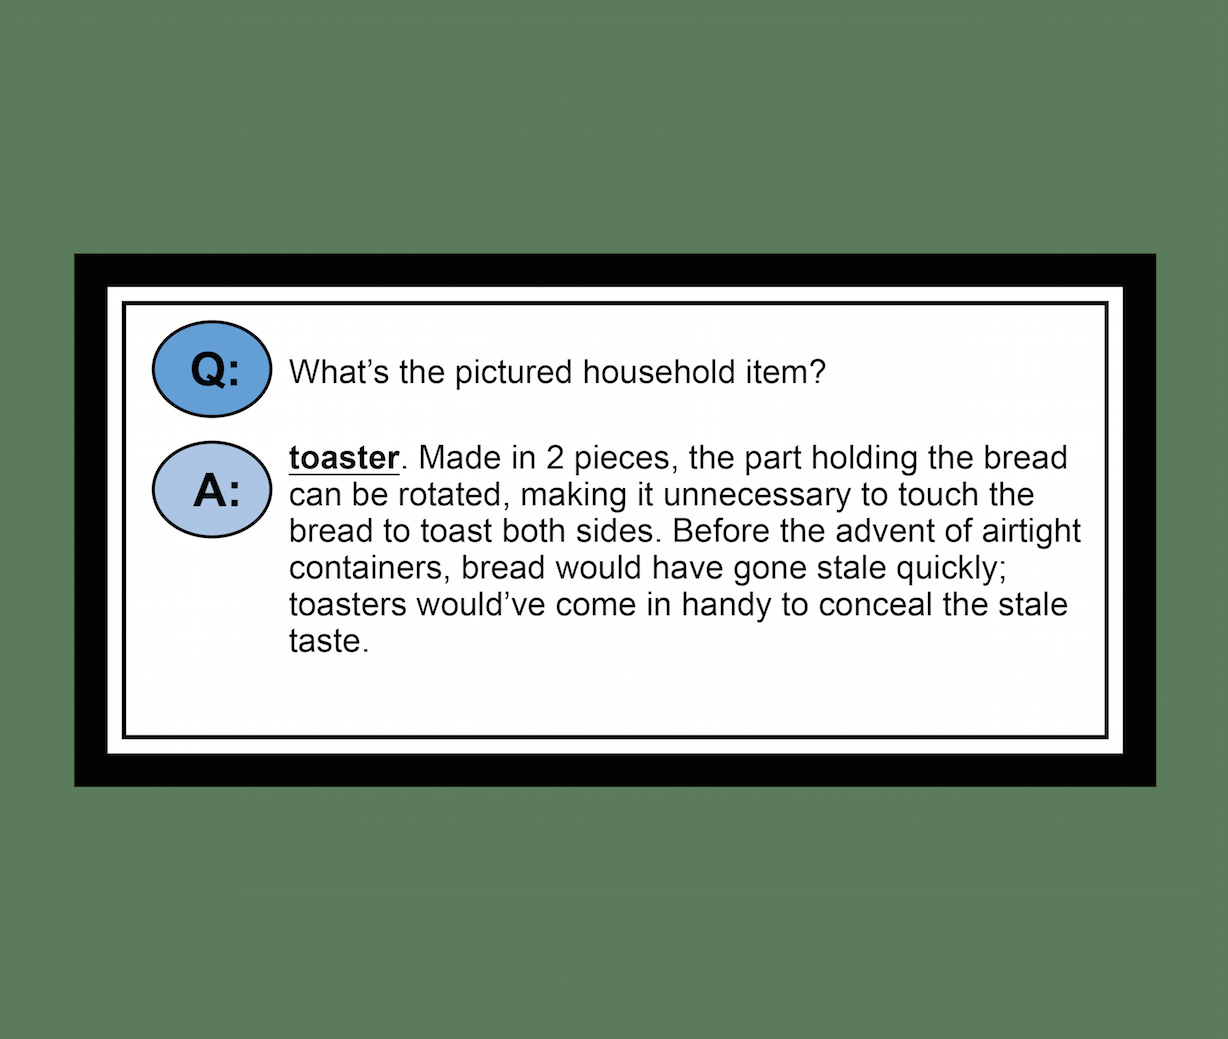 Q: What’s the pictured household item?
A: toaster. Made in 2 pieces, the part holding the bread
can be rotated, making it unnecessary to touch the
bread to toast both sides. Before the advent of airtight
containers, bread would have gone stale quickly;
toasters would’ve come in handy to conceal the stale
taste.